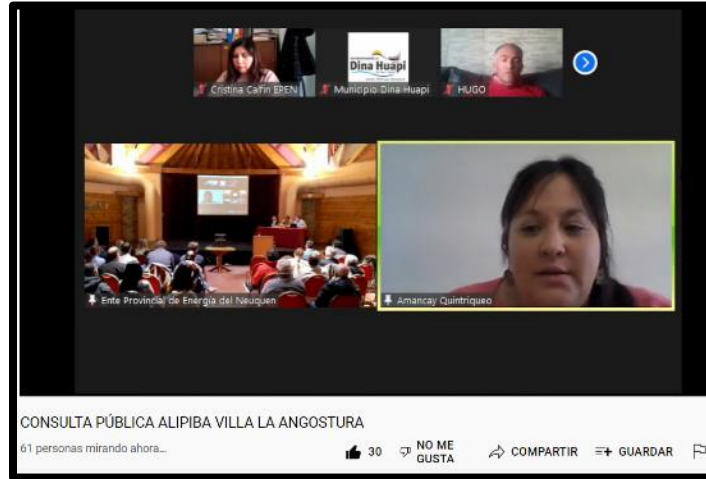 Dina Huapi
Cristina Calfin EPEN
Municipio Dina Huapi
HUGO
Ente Provincial de Energía del Neuquen
Amancay Quintriqueo
CONSULTA PÚBLICA ALIPIBA VILLA LA ANGOSTURA
61 personas mirando ahora...
30
NO ME
GUSTA
COMPARTIR
GUARDAR